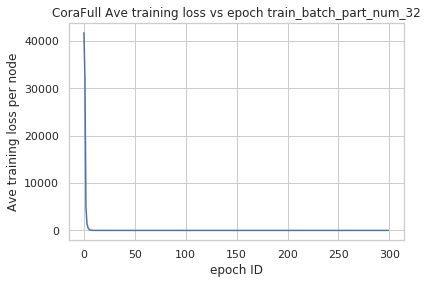 CoraFull Ave training loss vs epoch train_batch_part_num_32
Ave training loss per node
40000
30000
20000
10000
0
0 50 100 150 200 250 300
epoch ID